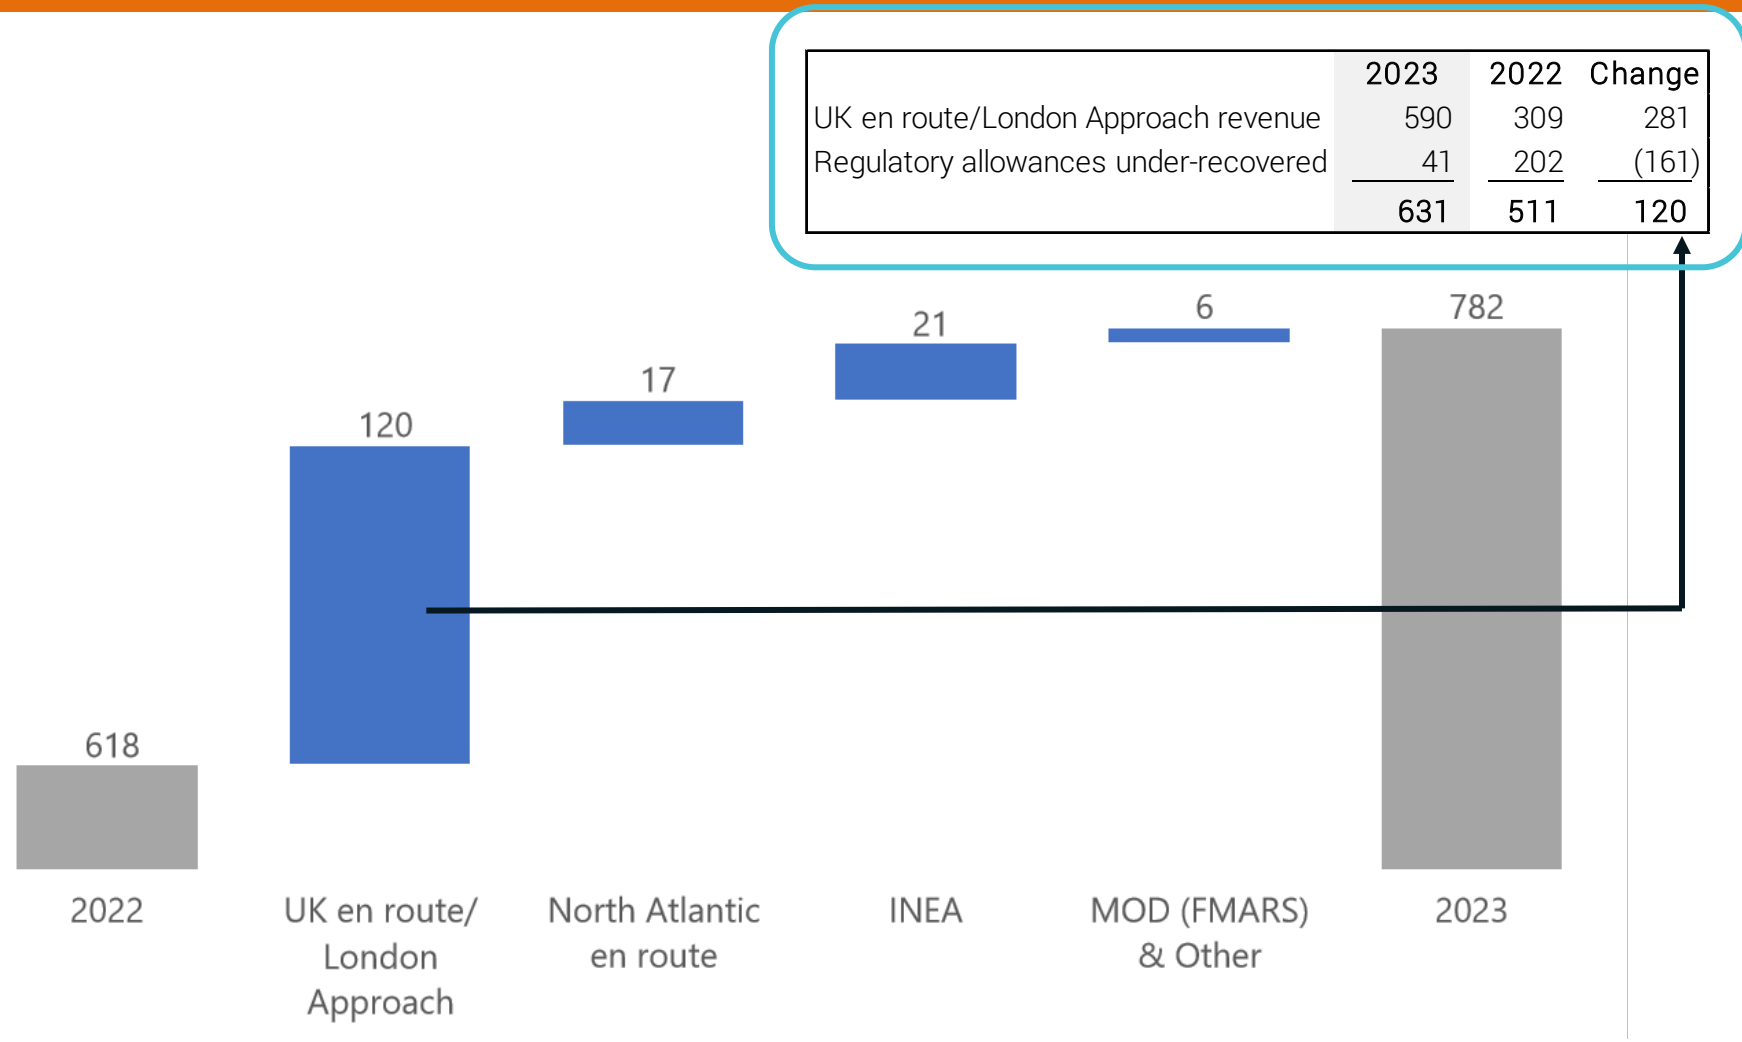 2023 2022 Change
UK en route/London Approach revenue 590 309 281
Regulatory allowances under-recovered 41 202 (161)
631 511 120
618
120
17
21
6
782
2022
UK en route/
London
Approach
North Atlantic
en route
INEA
MOD (FMARS)
& Other
2023